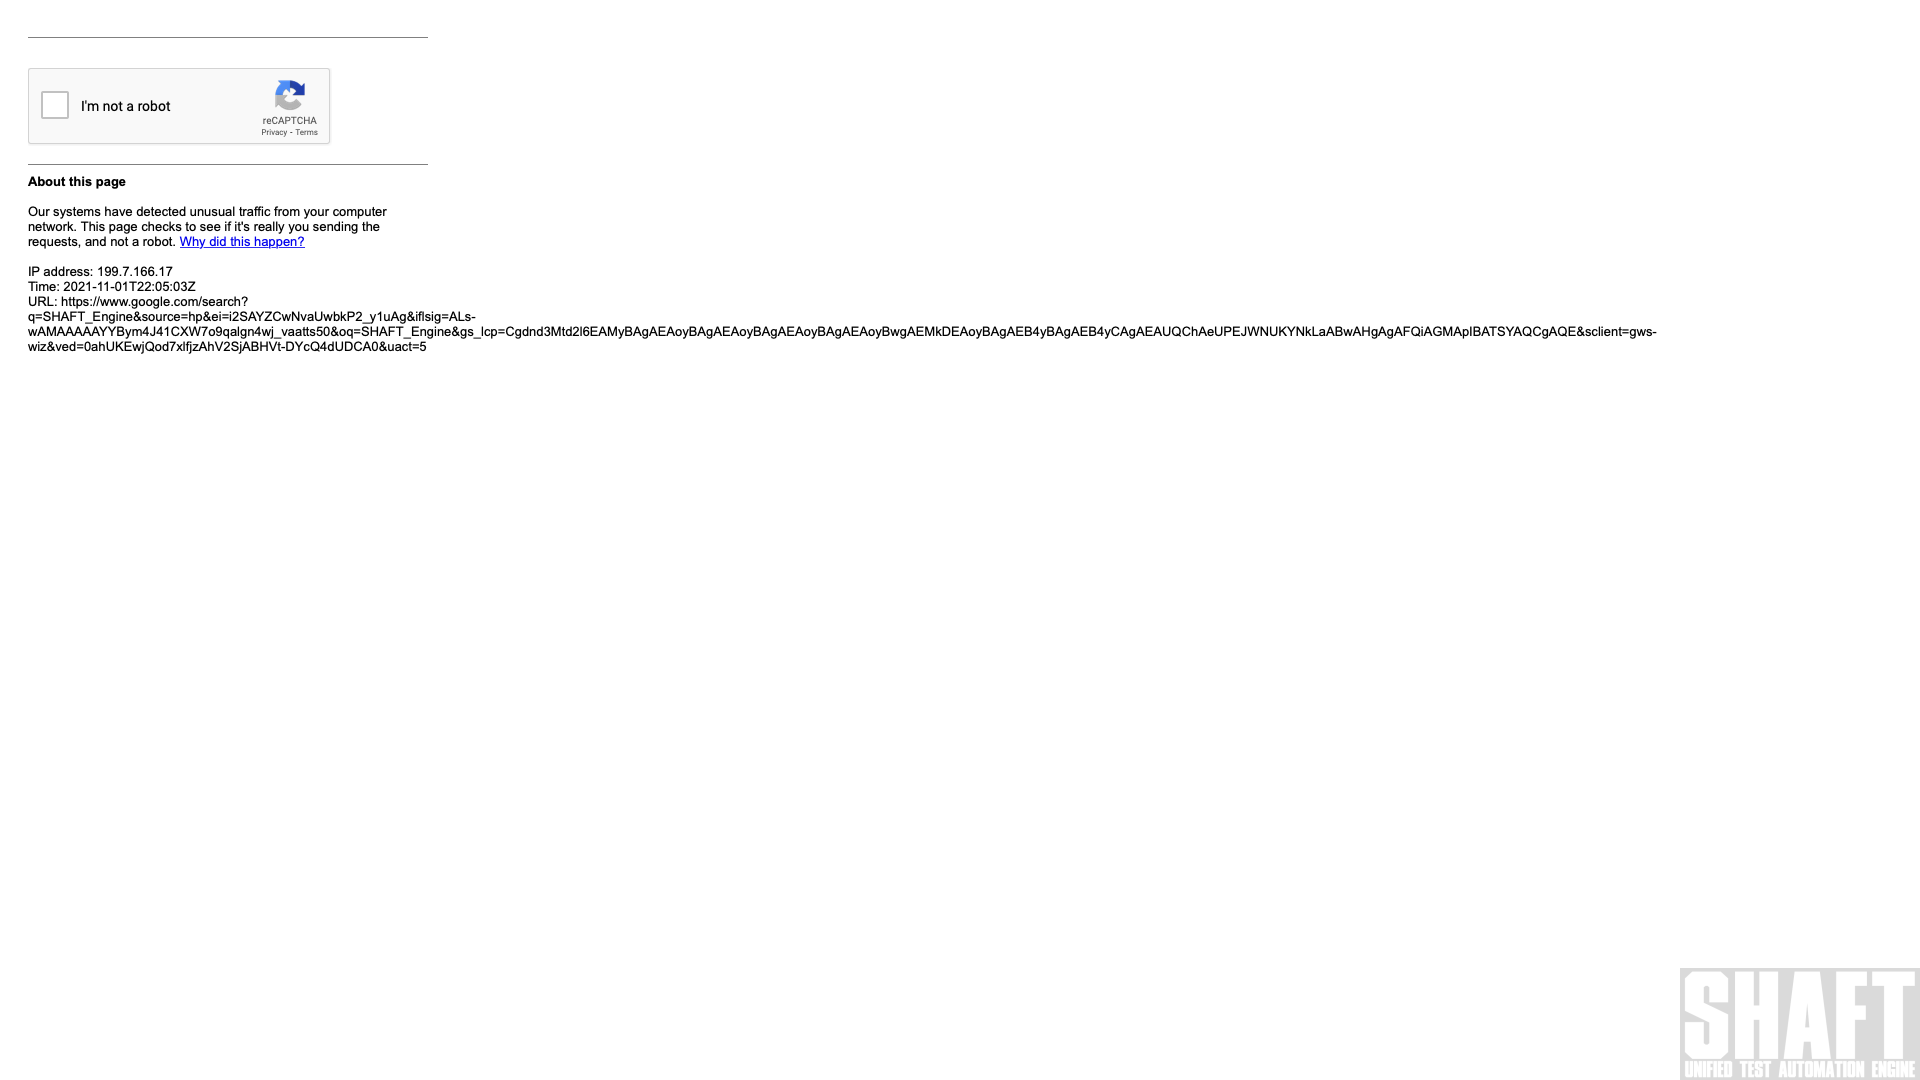 I'm not a robot
reCAPTCHA
Privacy - Terms
About this page
Our systems have detected unusual traffic from your computer
network. This page checks to see if it's really you sending the
requests, and not a robot. Why did this happen?
IP address: 199.7.166.17
Time: 2021-11-01T22:05:03Z
URL: https://www.google.com/search?
q=SHAFT_Engine&source=hp&ei=i2SAYZCwNvaUwbkP2_y1uAg&iflsig=ALs-
wAMAAAAAYYBym4J41CXW7o9qalgn4wj_vaatts50&oq=SHAFT_Engine&gs_lcp=Cgdnd3Mtd2l6EAMyBAgAEAoyBAgAEAoyBAgAEAoyBAgAEAoyBwgAEMkDEAoyBAgAEB4yBAgAEB4yCAgAEAUQChAeUPEJWNUKYNkLaABwAHgAgAFQiAGMApIBATSYAQCgAQE&sclient=gws-
wiz&ved=0ahUKEwjQod7xlfjzAhV2SjABHVt-DYcQ4dUDCA0&uact=5
SHAFT
UNIFIED TEST AUTOMATION ENGINE